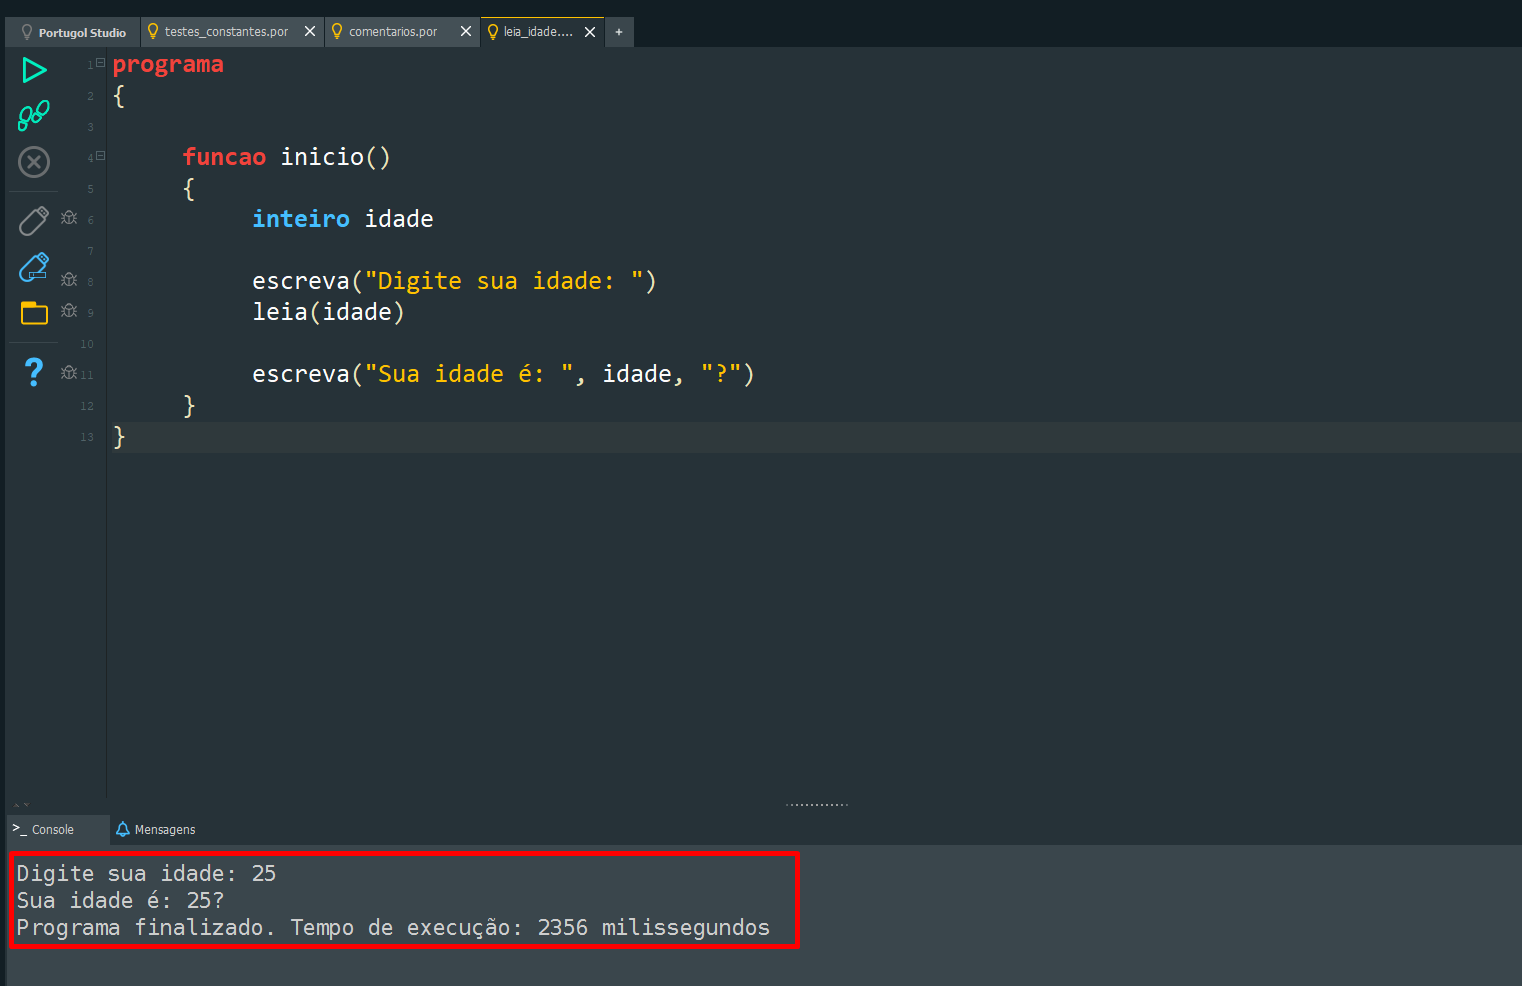 Portugol Studio testes_constantes.por comentarios.por leia_idade.... +
1 programa
2 {
3
4 funcao inicio()
5 {
6 inteiro idade
7
8 escreva("Digite sua idade: ")
9 leia(idade)
10
11 escreva("Sua idade é: ", idade, "?")
12 }
13 }
>_ Console Mensagens
Digite sua idade: 25
Sua idade é: 25?
Programa finalizado. Tempo de execução: 2356 milissegundos